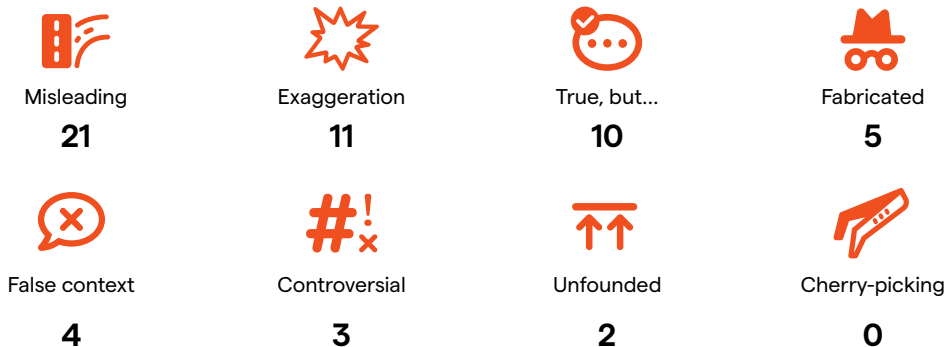 Misleading
Exaggeration
True, but...
Fabricated
21
11
10
5
False context
Controversial
Unfounded
Cherry-picking
4
3
2
0